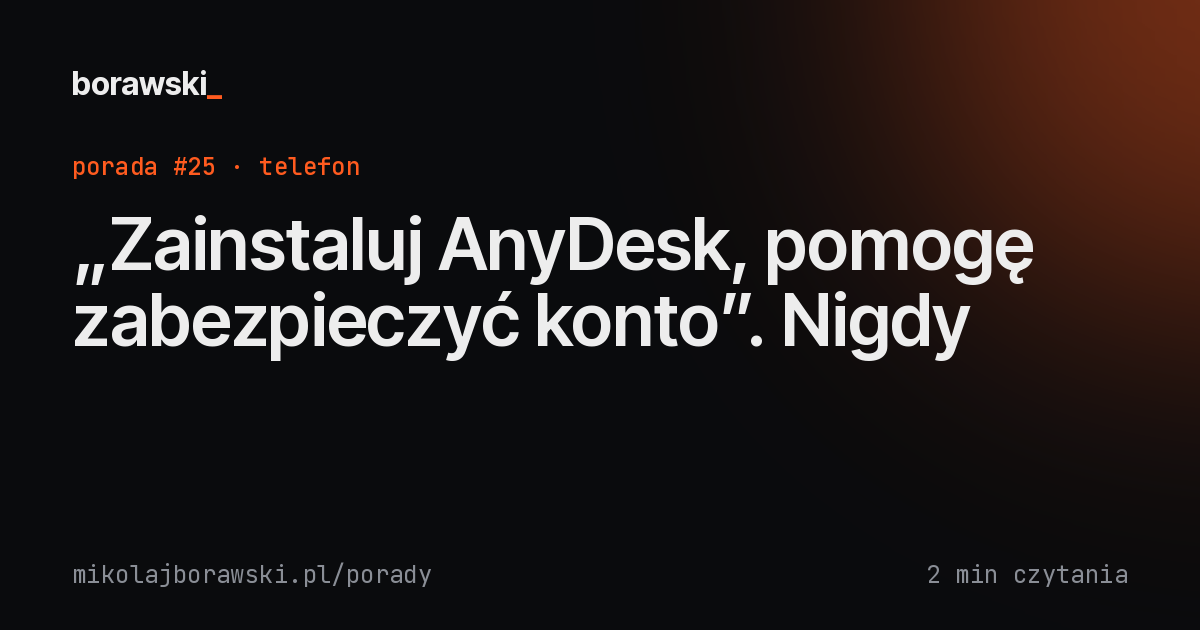 borawski_
porada #25 · telefon
„Zainstaluj AnyDesk, pomogę
zabezpieczyć konto”. Nigdy
mikolajborawski.pl/porady
2 min czytania